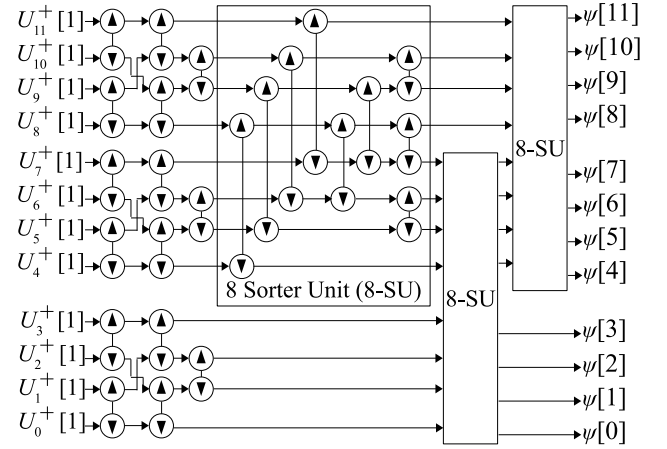 U₁₁⁺ [1] ψ[11]
U₁₀⁺ [1] ψ[10]
U₉⁺ [1] ψ[9]
U₈⁺ [1] ψ[8]
8-SU
U₇⁺ [1] ψ[7]
U₆⁺ [1] ψ[6]
U₅⁺ [1] ψ[5]
U₄⁺ [1] ψ[4]
8 Sorter Unit (8-SU)
8-SU
U₃⁺ [1] ψ[3]
U₂⁺ [1] ψ[2]
U₁⁺ [1] ψ[1]
U₀⁺ [1] ψ[0]